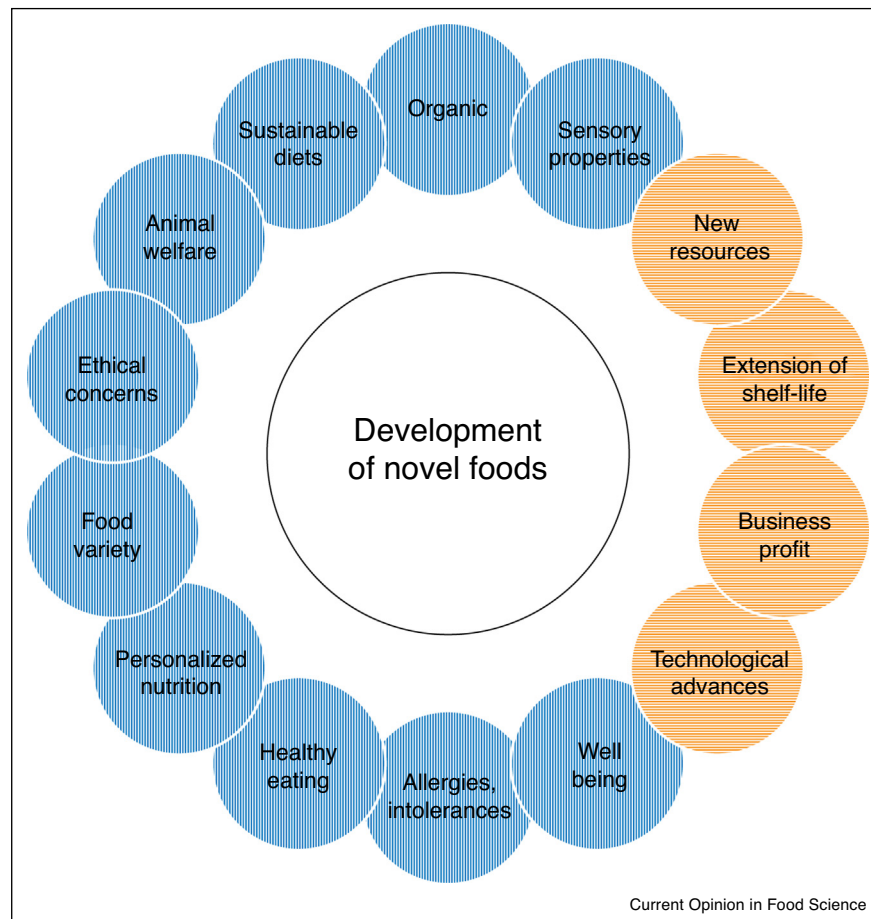 Organic
Sensory
properties
New
resources
Extension of
shelf-life
Business
profit
Technological
advances
Well
being
Allergies,
intolerances
Healthy
eating
Personalized
nutrition
Food
variety
Ethical
concerns
Animal
welfare
Sustainable
diets
Development
of novel foods
Current Opinion in Food Science